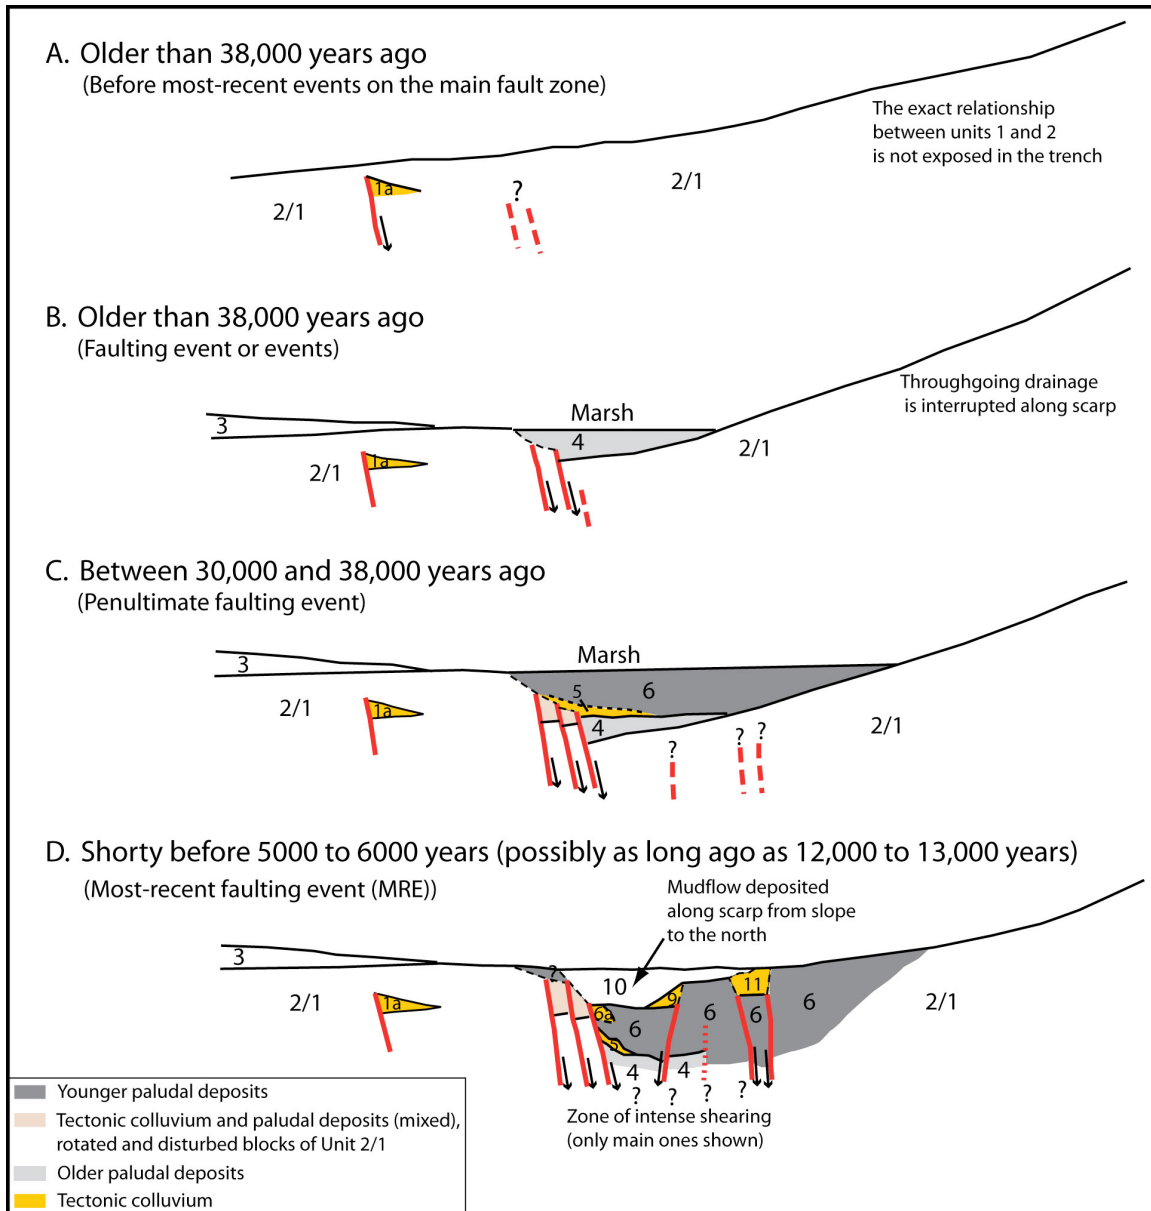 A. Older than 38,000 years ago
(Before most-recent events on the main fault zone)
The exact relationship
between units 1 and 2
is not exposed in the trench
1a
?
2/1
2/1
B. Older than 38,000 years ago
(Faulting event or events)
Throughgoing drainage
is interrupted along scarp
Marsh
3
4
2/1
2/1
1a
C. Between 30,000 and 38,000 years ago
(Penultimate faulting event)
Marsh
3
5
6
2/1
1a
4
2/1
?
?
?
D. Shorty before 5000 to 6000 years (possibly as long ago as 12,000 to 13,000 years)
(Most-recent faulting event (MRE))
Mudflow deposited
along scarp from slope
to the north
3
?
10
9
11
2/1
1a
6a
6
6
6
6
2/1
5
4
4
?
?
?
?
Zone of intense shearing
(only main ones shown)
Younger paludal deposits
Tectonic colluvium and paludal deposits (mixed),
rotated and disturbed blocks of Unit 2/1
Older paludal deposits
Tectonic colluvium